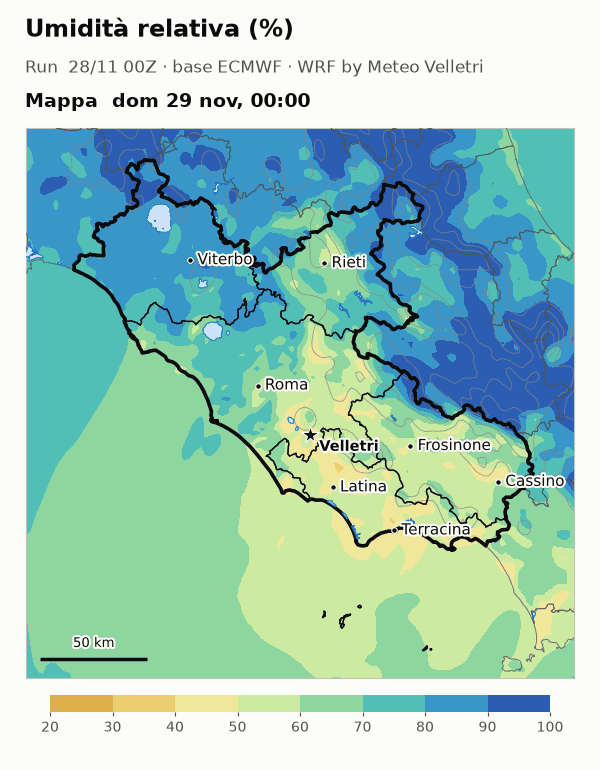 Umidità relativa (%)
Run  28/11 00Z · base ECMWF · WRF by Meteo Velletri
Mappa  dom 29 nov, 00:00
Viterbo
Rieti
Roma
Velletri
Frosinone
Latina
Cassino
Terracina
50 km
20 30 40 50 60 70 80 90 100